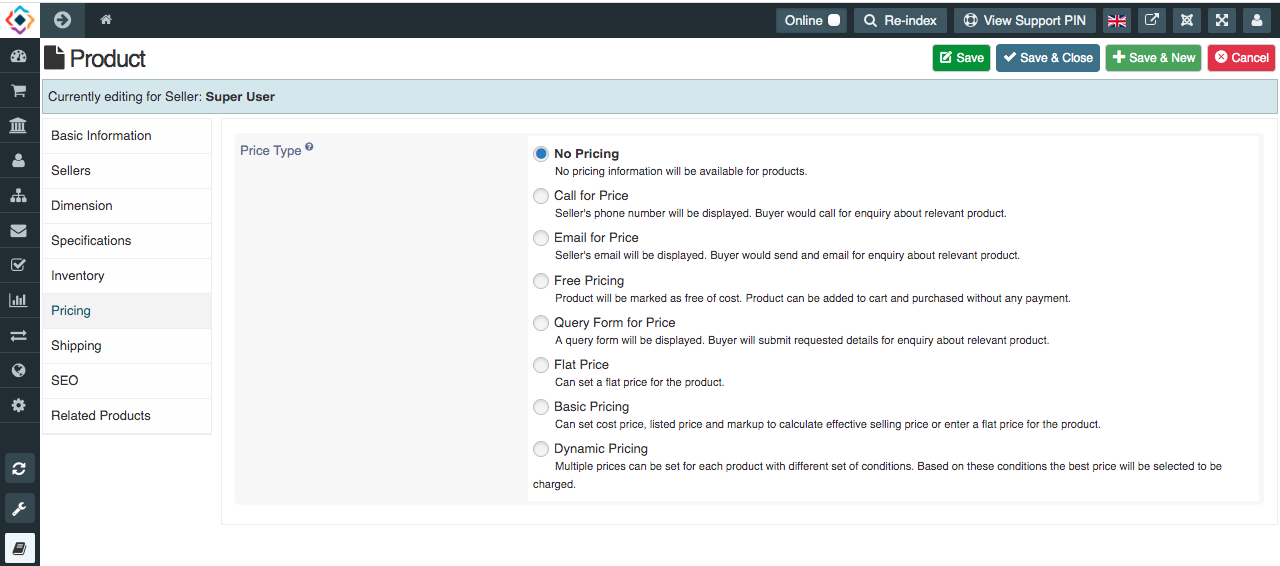 Online
Re-index
View Support PIN
Product
Save
Save & Close
Save & New
Cancel
Currently editing for Seller: Super User
Basic Information
Sellers
Dimension
Specifications
Inventory
Pricing
Shipping
SEO
Related Products
Price Type
No Pricing
No pricing information will be available for products.
Call for Price
Seller's phone number will be displayed. Buyer would call for enquiry about relevant product.
Email for Price
Seller's email will be displayed. Buyer would send and email for enquiry about relevant product.
Free Pricing
Product will be marked as free of cost. Product can be added to cart and purchased without any payment.
Query Form for Price
A query form will be displayed. Buyer will submit requested details for enquiry about relevant product.
Flat Price
Can set a flat price for the product.
Basic Pricing
Can set cost price, listed price and markup to calculate effective selling price or enter a flat price for the product.
Dynamic Pricing
Multiple prices can be set for each product with different set of conditions. Based on these conditions the best price will be selected to be
charged.